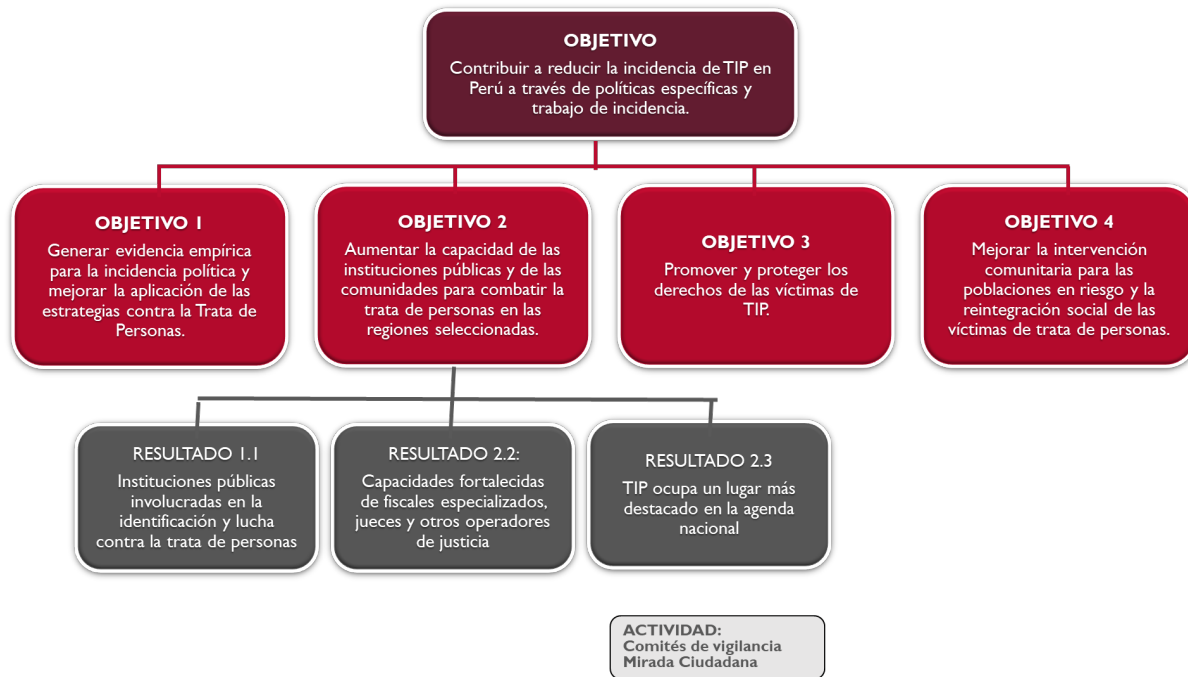 OBJETIVO
Contribuir a reducir la incidencia de TIP en
Perú a través de políticas específicas y
trabajo de incidencia.
OBJETIVO 1
Generar evidencia empírica
para la incidencia política y
mejorar la aplicación de las
estrategias contra la Trata de
Personas.
OBJETIVO 2
Aumentar la capacidad de las
instituciones públicas y de las
comunidades para combatir la
trata de personas en las
regiones seleccionadas.
OBJETIVO 3
Promover y proteger los
derechos de las víctimas de
TIP.
OBJETIVO 4
Mejorar la intervención
comunitaria para las
poblaciones en riesgo y la
reintegración social de las
víctimas de trata de personas.
RESULTADO 1.1
Instituciones públicas
involucradas en la
identificación y lucha
contra la trata de personas
RESULTADO 2.2:
Capacidades fortalecidas
de fiscales especializados,
jueces y otros operadores
de justicia
RESULTADO 2.3
TIP ocupa un lugar más
destacado en la agenda
nacional
ACTIVIDAD:
Comités de vigilancia
Mirada Ciudadana